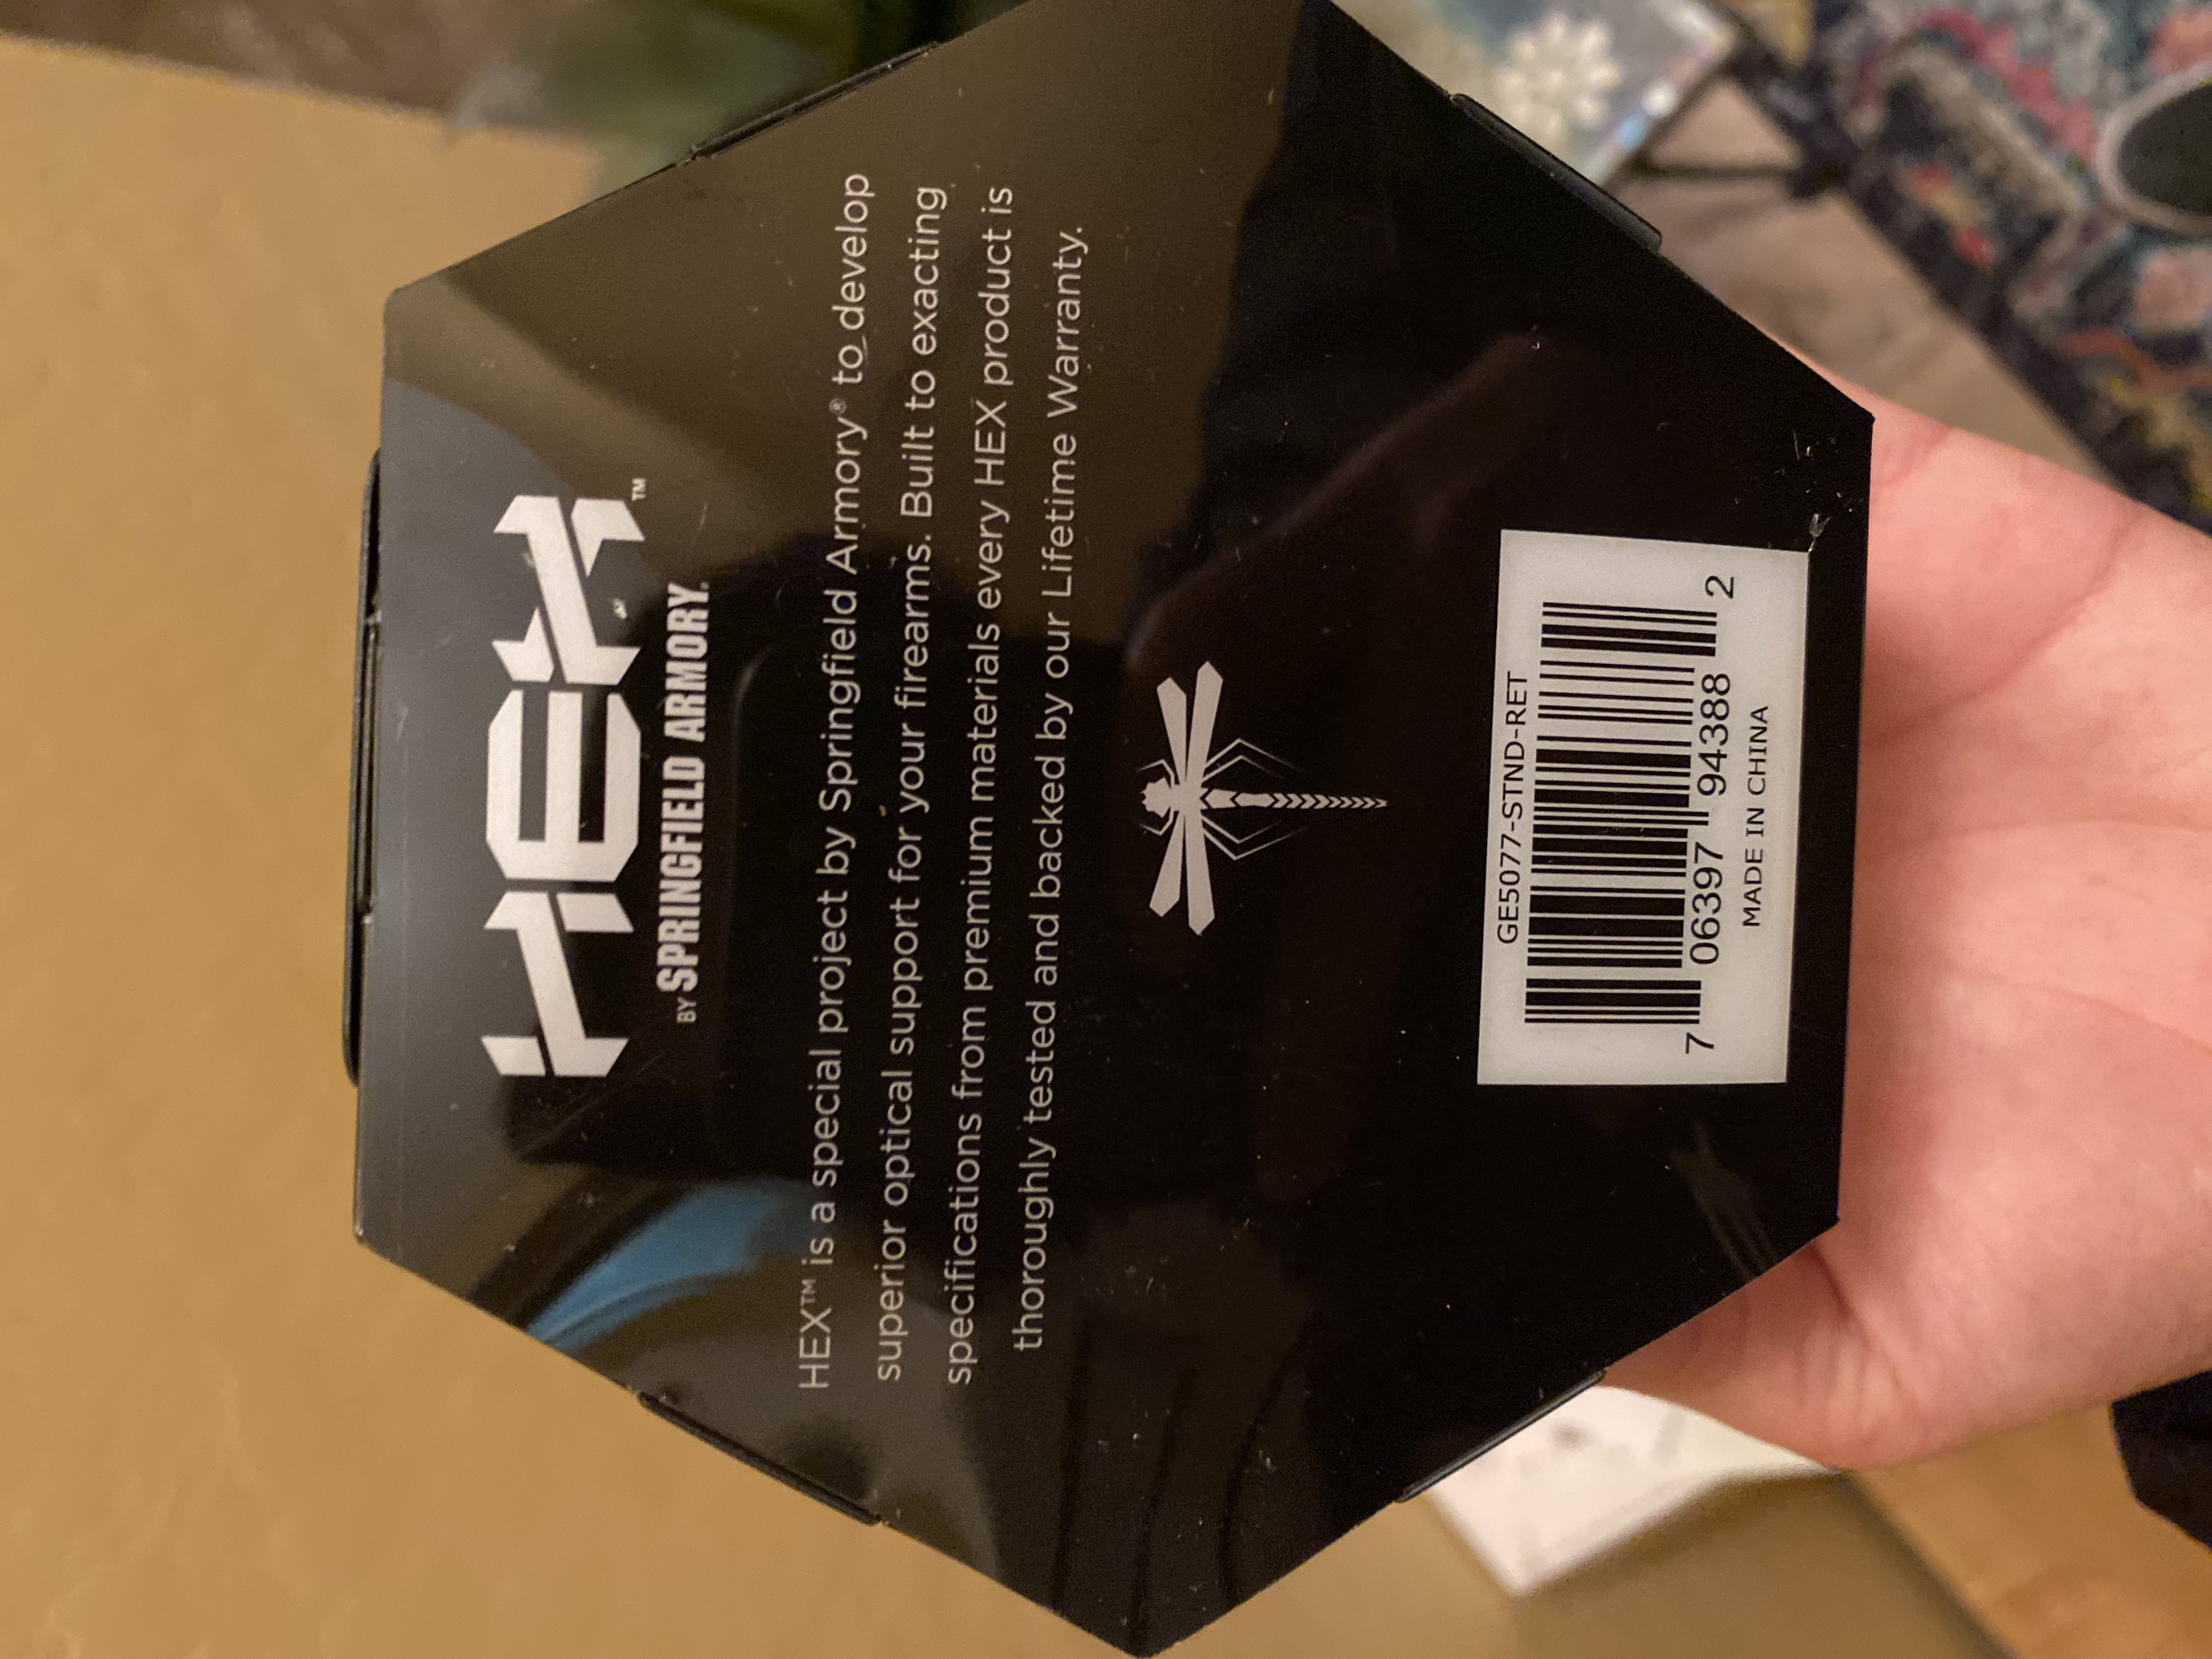 HEX™
BY SPRINGFIELD ARMORY.
HEX™ is a special project by Springfield Armory® to develop
superior optical support for your firearms. Built to exacting
specifications from premium materials every HEX product is
thoroughly tested and backed by our Lifetime Warranty.
GE5077-STND-RET
7 06397 94388 2
MADE IN CHINA